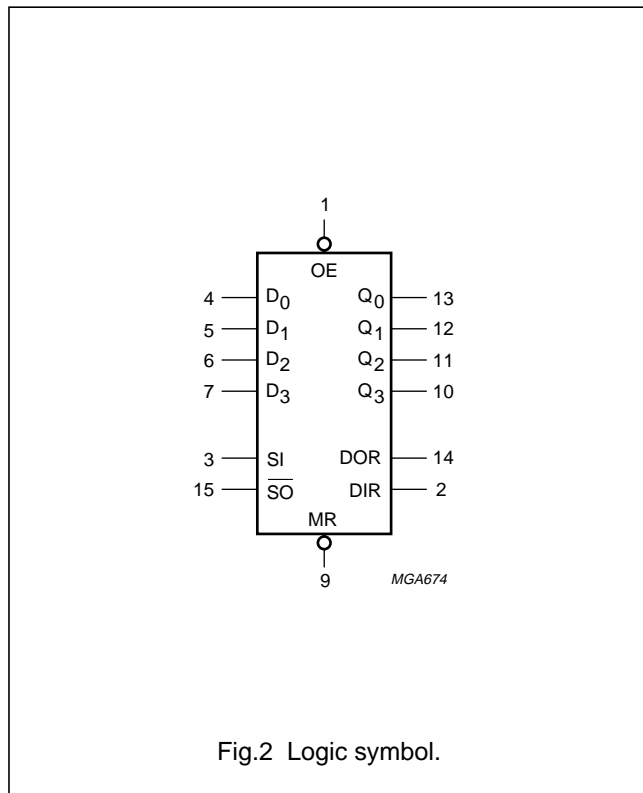 1
OE
4 D0 Q0 13
5 D1 Q1 12
6 D2 Q2 11
7 D3 Q3 10
3 SI DOR 14
15 S̅O̅ DIR 2
MR
9 MGA674
Fig.2 Logic symbol.